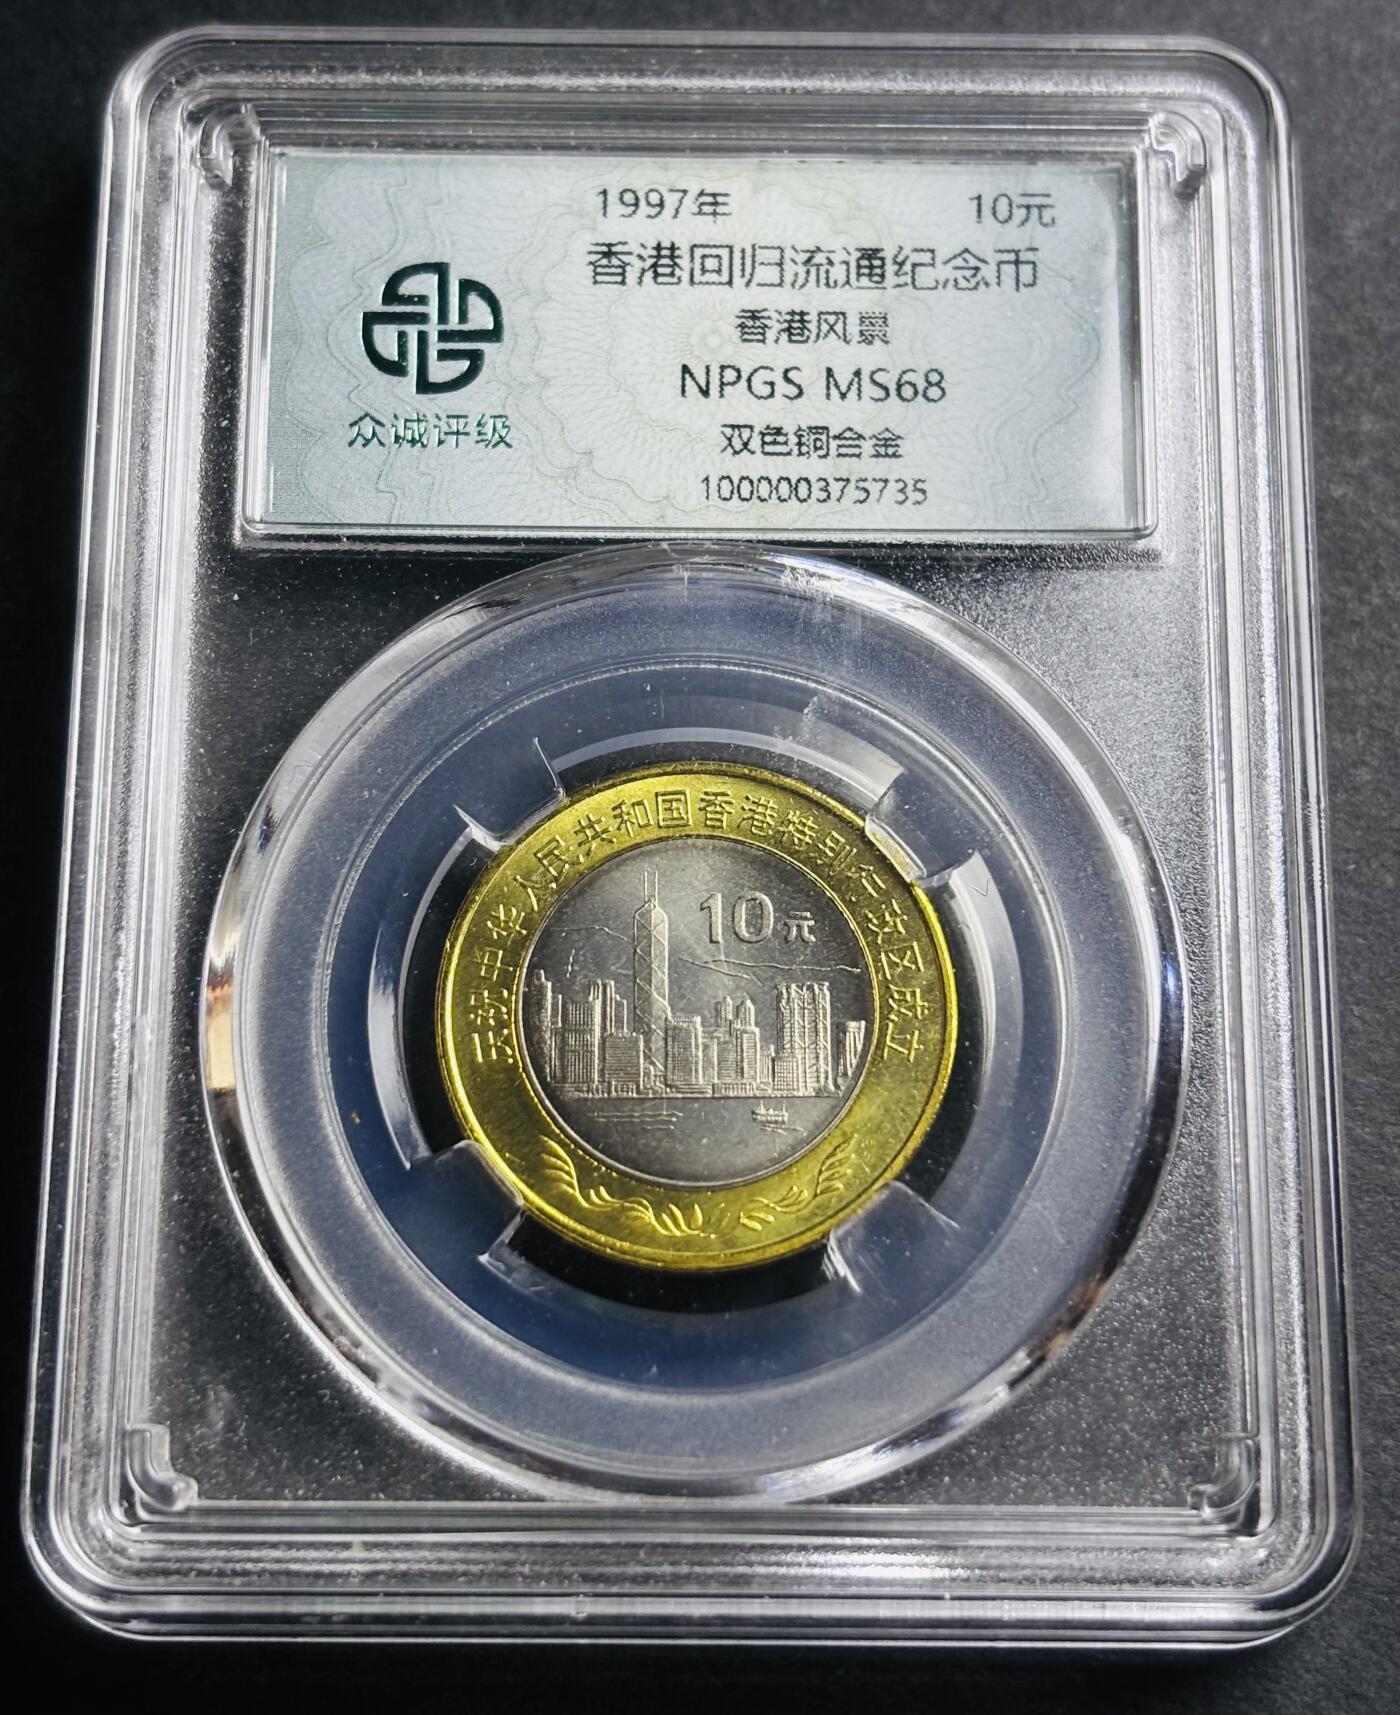 1997年 10元
香港回归流通纪念币
香港风景
NPGS MS68
双色铜合金
100000375735
众诚评级
庆祝中华人民共和国香港特别行政区成立
10元